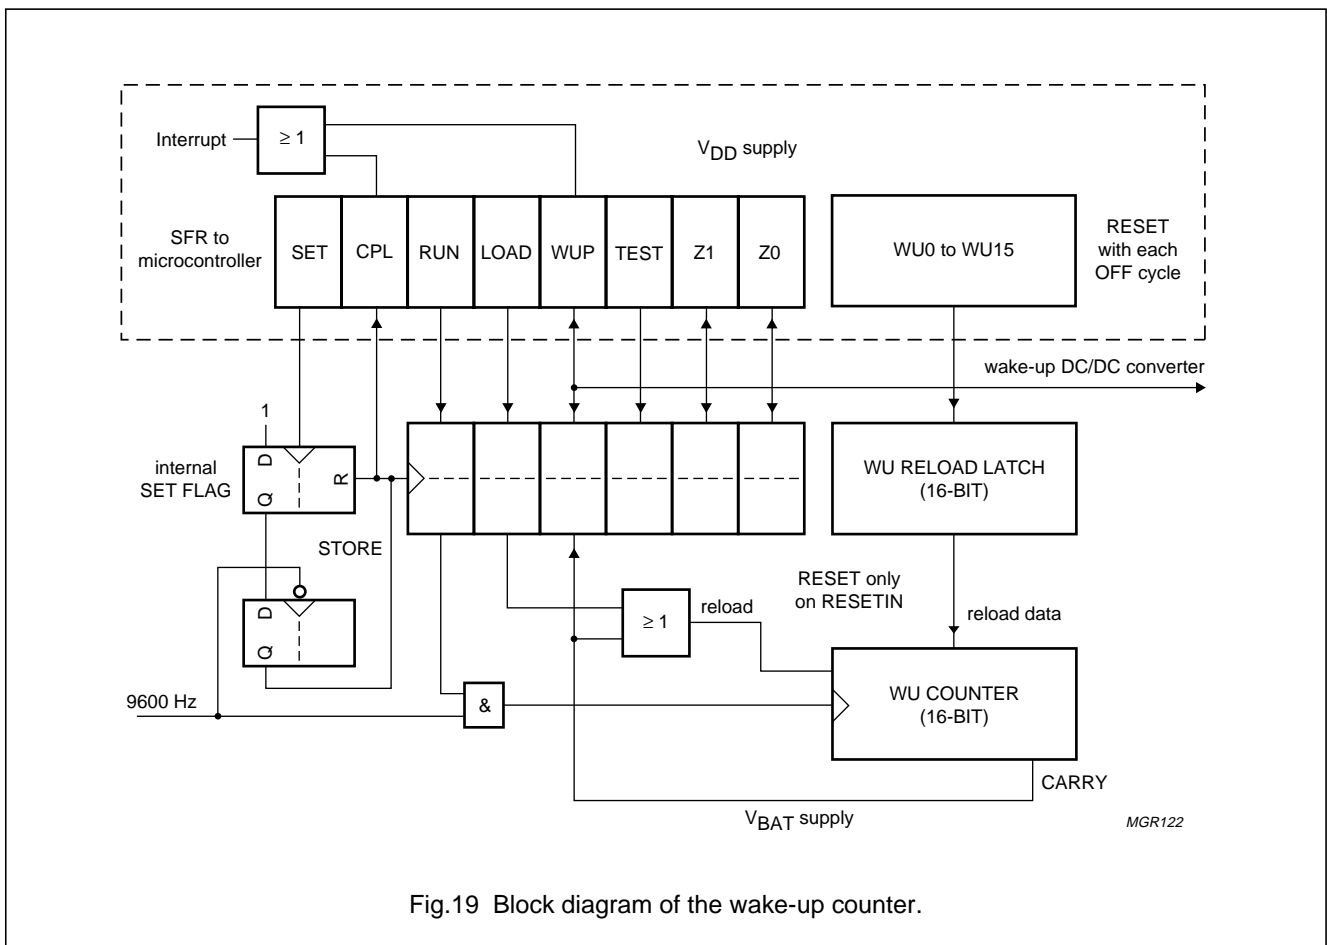 Interrupt
≥ 1
VDD supply
SFR to
microcontroller
SET
CPL
RUN
LOAD
WUP
TEST
Z1
Z0
WU0 to WU15
RESET
with each
OFF cycle
wake-up DC/DC converter
1
internal
SET FLAG
D
Q
R
WU RELOAD LATCH
(16-BIT)
STORE
D
Q
RESET only
on RESETIN
≥ 1
reload
reload data
9600 Hz
&
WU COUNTER
(16-BIT)
CARRY
VBAT supply
MGR122
Fig.19 Block diagram of the wake-up counter.